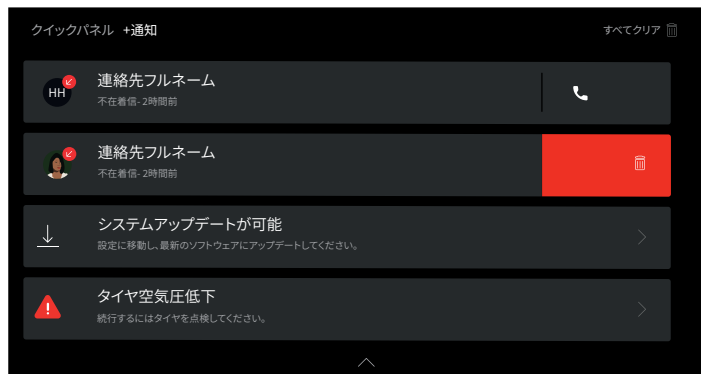 クイックパネル +通知
すべてクリア
HH
連絡先フルネーム
不在着信- 2時間前
連絡先フルネーム
不在着信- 2時間前
システムアップデートが可能
設定に移動し、最新のソフトウェアにアップデートしてください。
タイヤ空気圧低下
続行するにはタイヤを点検してください。